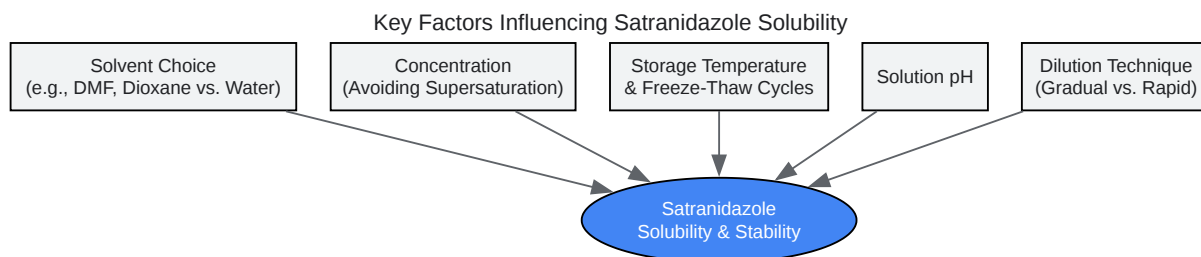 Key Factors Influencing Satranidazole Solubility
Solvent Choice
(e.g., DMF, Dioxane vs. Water)
Concentration
(Avoiding Supersaturation)
Storage Temperature
& Freeze-Thaw Cycles
Solution pH
Dilution Technique
(Gradual vs. Rapid)
Satranidazole
Solubility & Stability